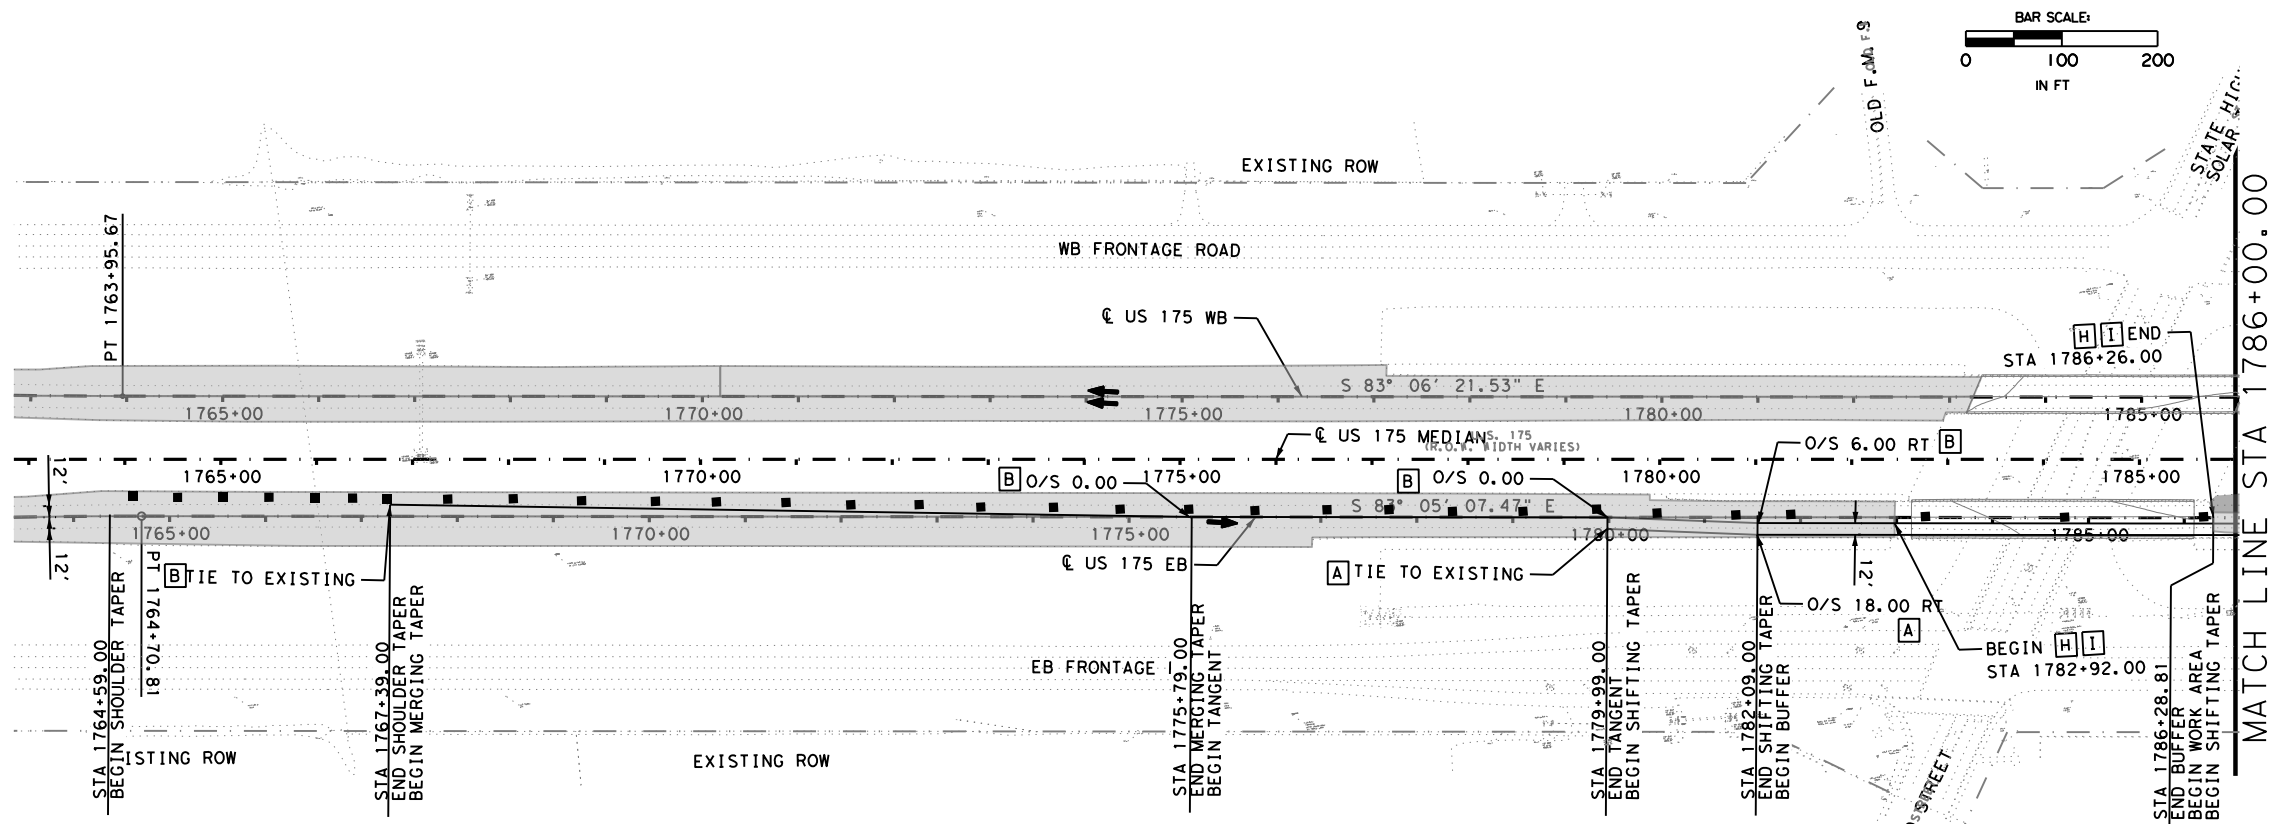 BAR SCALE:
0 100 200
IN FT
OLD F.M.
STATE
SOLAR
EXISTING ROW
WB FRONTAGE ROAD
PT 1763+95.67
℄ US 175 WB
H I END
STA 1786+26.00
S 83° 06' 21.53" E
1765+00 1770+00 1775+00 1780+00 1785+00
℄ US 175 MEDIAN
(R.O.W. WIDTH VARIES)
O/S 6.00 RT B
12'
1765+00 1770+00 1775+00 1780+00 1785+00
B O/S 0.00
B O/S 0.00
S 83° 05' 07.47" E
1765+00 1770+00 1775+00 1780+00 1785+00
12'
℄ US 175 EB
B TIE TO EXISTING
A TIE TO EXISTING
12'
O/S 18.00 RT
A
BEGIN H I
STA 1782+92.00
EB FRONTAGE
EXISTING ROW
STREET
STA 1764+59.00
BEGIN SHOULDER TAPER
PT 1764+70.81
STA 1767+39.00
END SHOULDER TAPER
BEGIN MERGING TAPER
STA 1775+79.00
END MERGING TAPER
BEGIN TANGENT
STA 1779+99.00
END TANGENT
BEGIN SHIFTING TAPER
STA 1782+09.00
END SHIFTING TAPER
BEGIN BUFFER
STA 1786+28.81
END BUFFER
BEGIN WORK AREA
BEGIN SHIFTING TAPER
MATCH LINE STA 1786+00.00